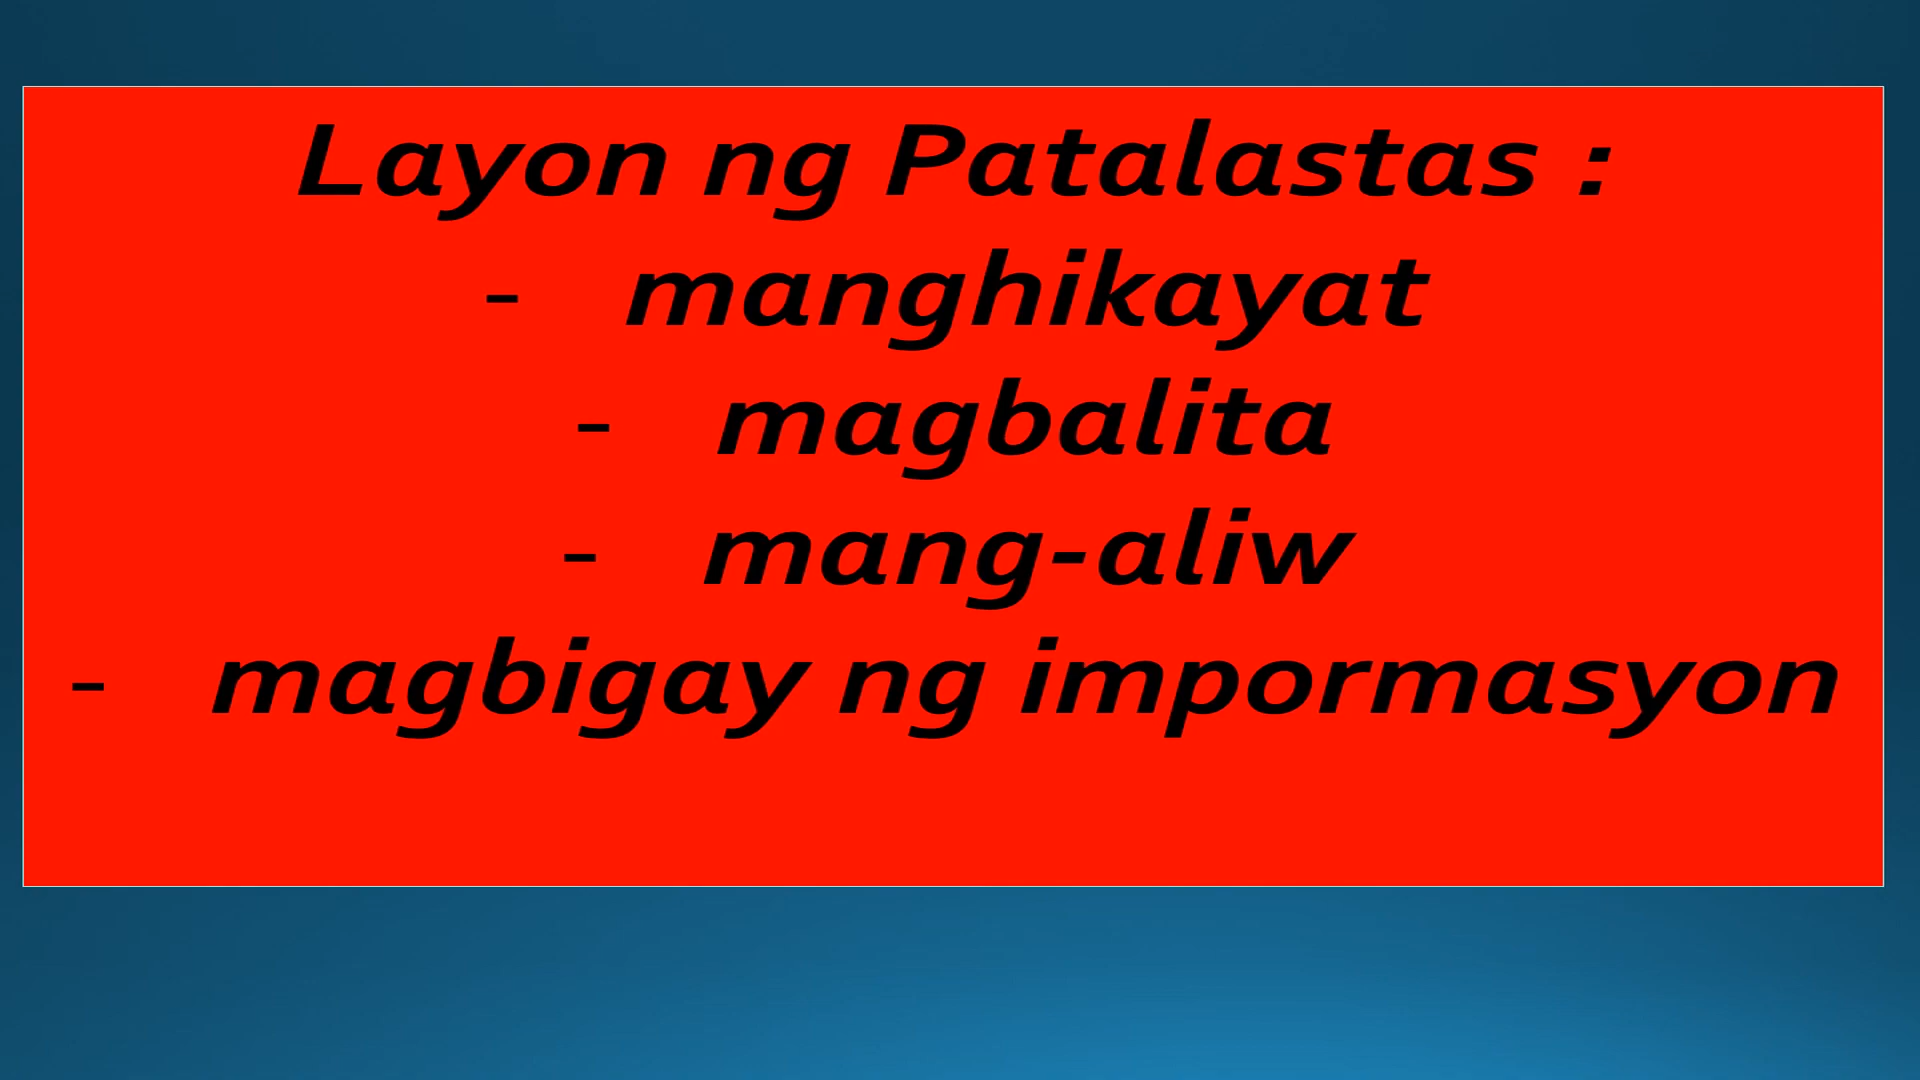 Layon ng Patalastas :
- manghikayat
- magbalita
- mang-aliw
- magbigay ng impormasyon